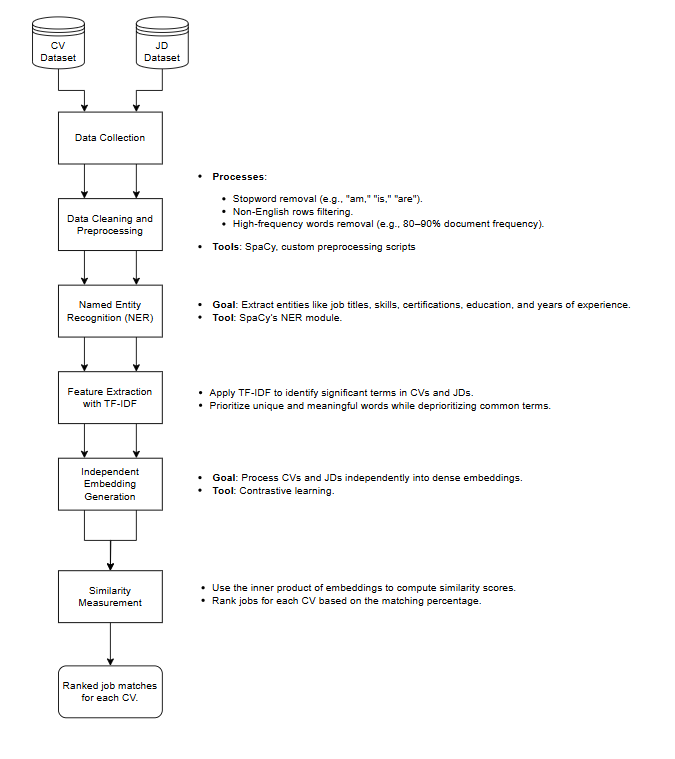 CV
Dataset
JD
Dataset
Data Collection
Data Cleaning and
Preprocessing
• Processes:
• Stopword removal (e.g., "am," "is," "are").
• Non-English rows filtering.
• High-frequency words removal (e.g., 80–90% document frequency).
• Tools: SpaCy, custom preprocessing scripts
Named Entity
Recognition (NER)
• Goal: Extract entities like job titles, skills, certifications, education, and years of experience.
• Tool: SpaCy's NER module.
Feature Extraction
with TF-IDF
• Apply TF-IDF to identify significant terms in CVs and JDs.
• Prioritize unique and meaningful words while deprioritizing common terms.
Independent
Embedding
Generation
• Goal: Process CVs and JDs independently into dense embeddings.
• Tool: Contrastive learning.
Similarity
Measurement
• Use the inner product of embeddings to compute similarity scores.
• Rank jobs for each CV based on the matching percentage.
Ranked job matches
for each CV.